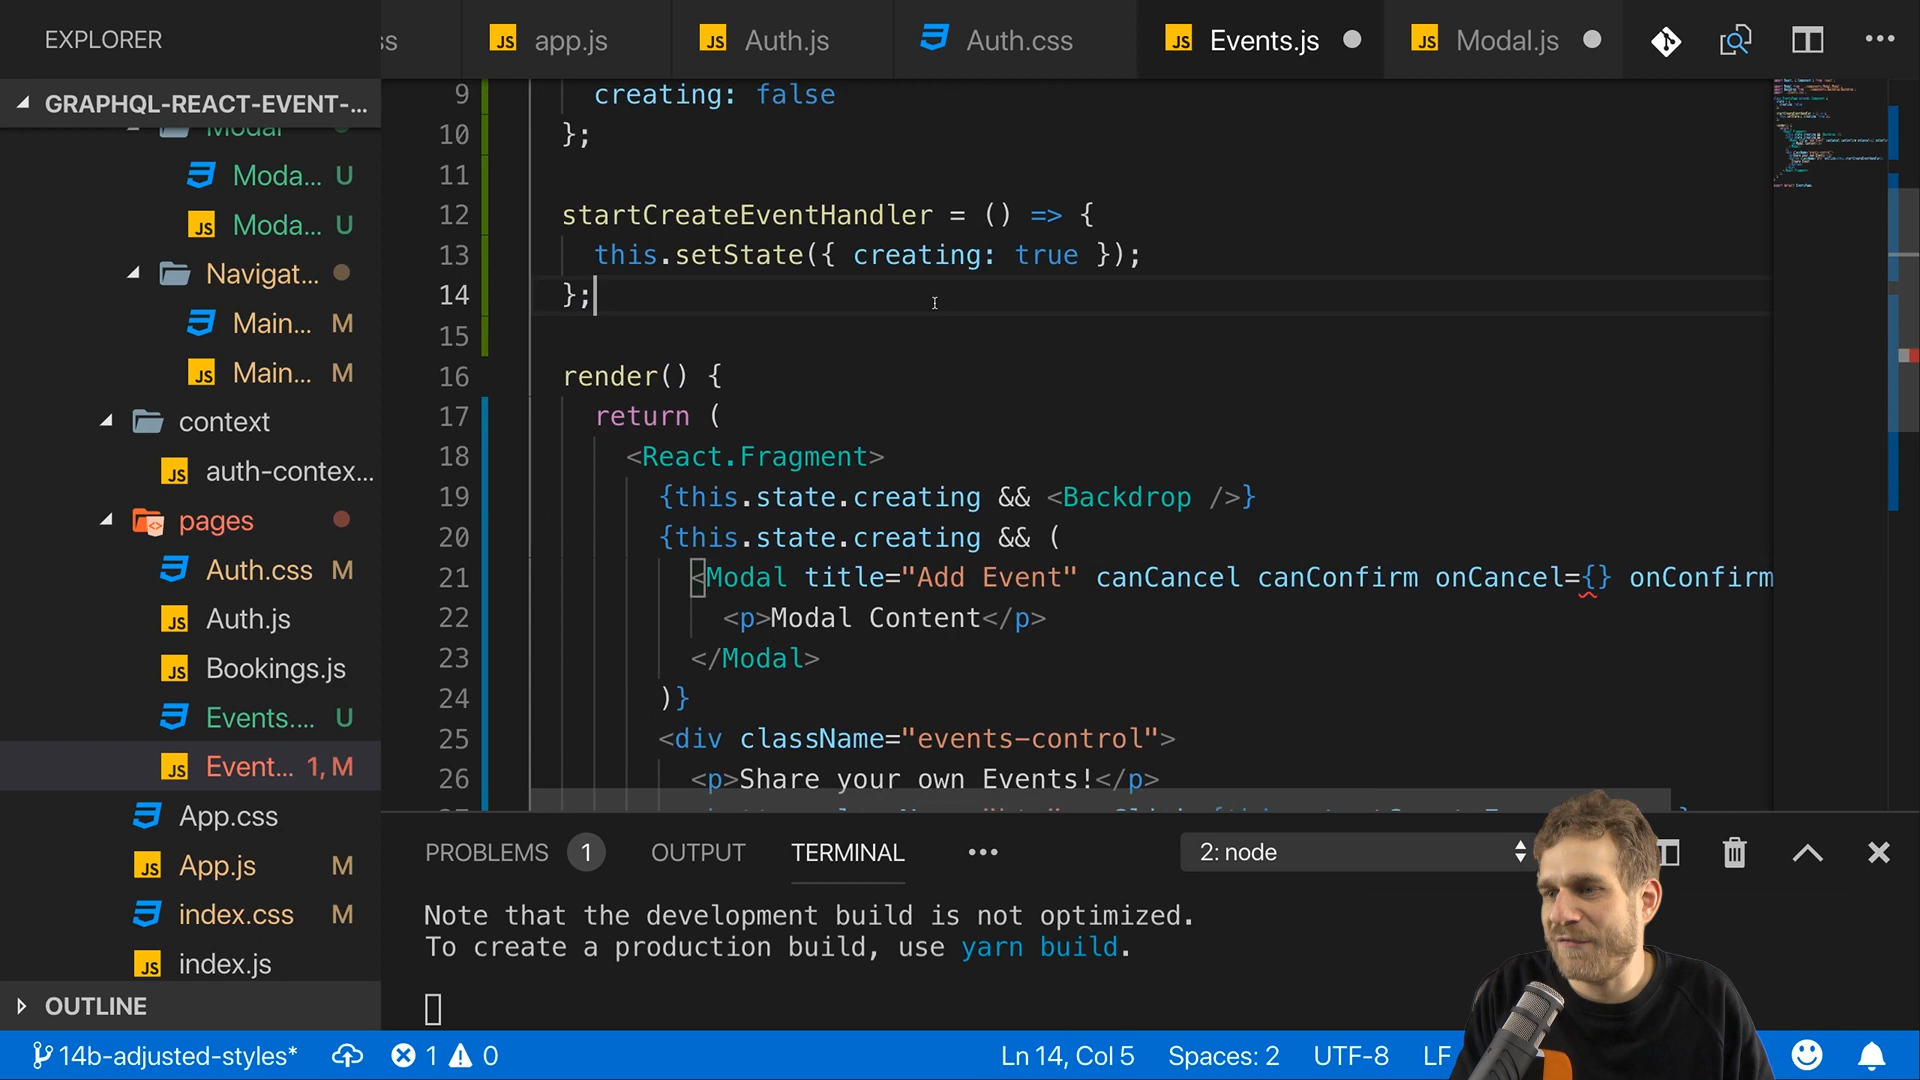 EXPLORER
ss
app.js
Auth.js
Auth.css
Events.js
Modal.js
GRAPHQL-REACT-EVENT-...
Modal
Moda... U
Moda... U
Navigat...
Main... M
Main... M
context
auth-contex...
pages
Auth.css M
Auth.js
Bookings.js
Events.... U
Event... 1, M
App.css
App.js M
index.css M
index.js
OUTLINE
9 creating: false
10 };
11
12 startCreateEventHandler = () => {
13 this.setState({ creating: true });
14 };
15
16 render() {
17 return (
18 <React.Fragment>
19 {this.state.creating && <Backdrop />}
20 {this.state.creating && (
21 <Modal title="Add Event" canCancel canConfirm onCancel={} onConfirm
22 <p>Modal Content</p>
23 </Modal>
24 )}
25 <div className="events-control">
26 <p>Share your own Events!</p>
PROBLEMS 1 OUTPUT TERMINAL ••• 2: node
Note that the development build is not optimized.
To create a production build, use yarn build.
14b-adjusted-styles* 1 0 Ln 14, Col 5 Spaces: 2 UTF-8 LF